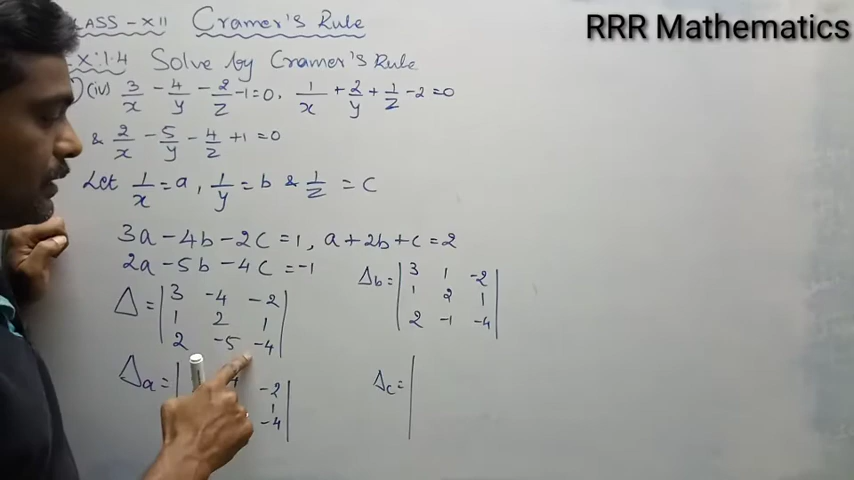 CLASS - XII Cramer's Rule
RRR Mathematics
EX: 1.4 Solve by Cramer's Rule
(iv) 3/x - 4/y - 2/z - 1 = 0, 1/x + 2/y + 1/z - 2 = 0
& 2/x - 5/y - 4/z + 1 = 0
Let 1/x = a, 1/y = b & 1/z = c
3a - 4b - 2c = 1, a + 2b + c = 2
2a - 5b - 4c = -1
Δ = | 3 -4 -2 |
1 2 1
2 -5 -4
Δb = | 3 1 -2 |
1 2 1
2 -1 -4
Δa = | -2 |
1
-4
Δc = |